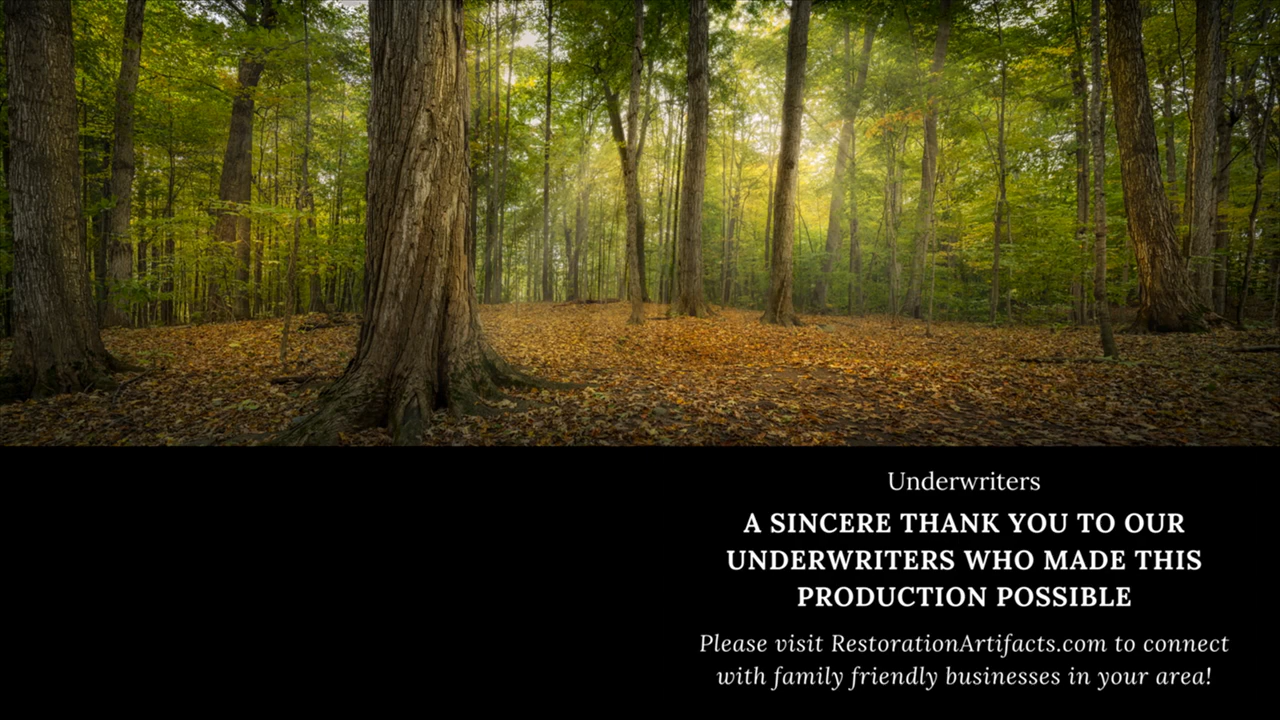 Underwriters
A SINCERE THANK YOU TO OUR
UNDERWRITERS WHO MADE THIS
PRODUCTION POSSIBLE
Please visit RestorationArtifacts.com to connect
with family friendly businesses in your area!